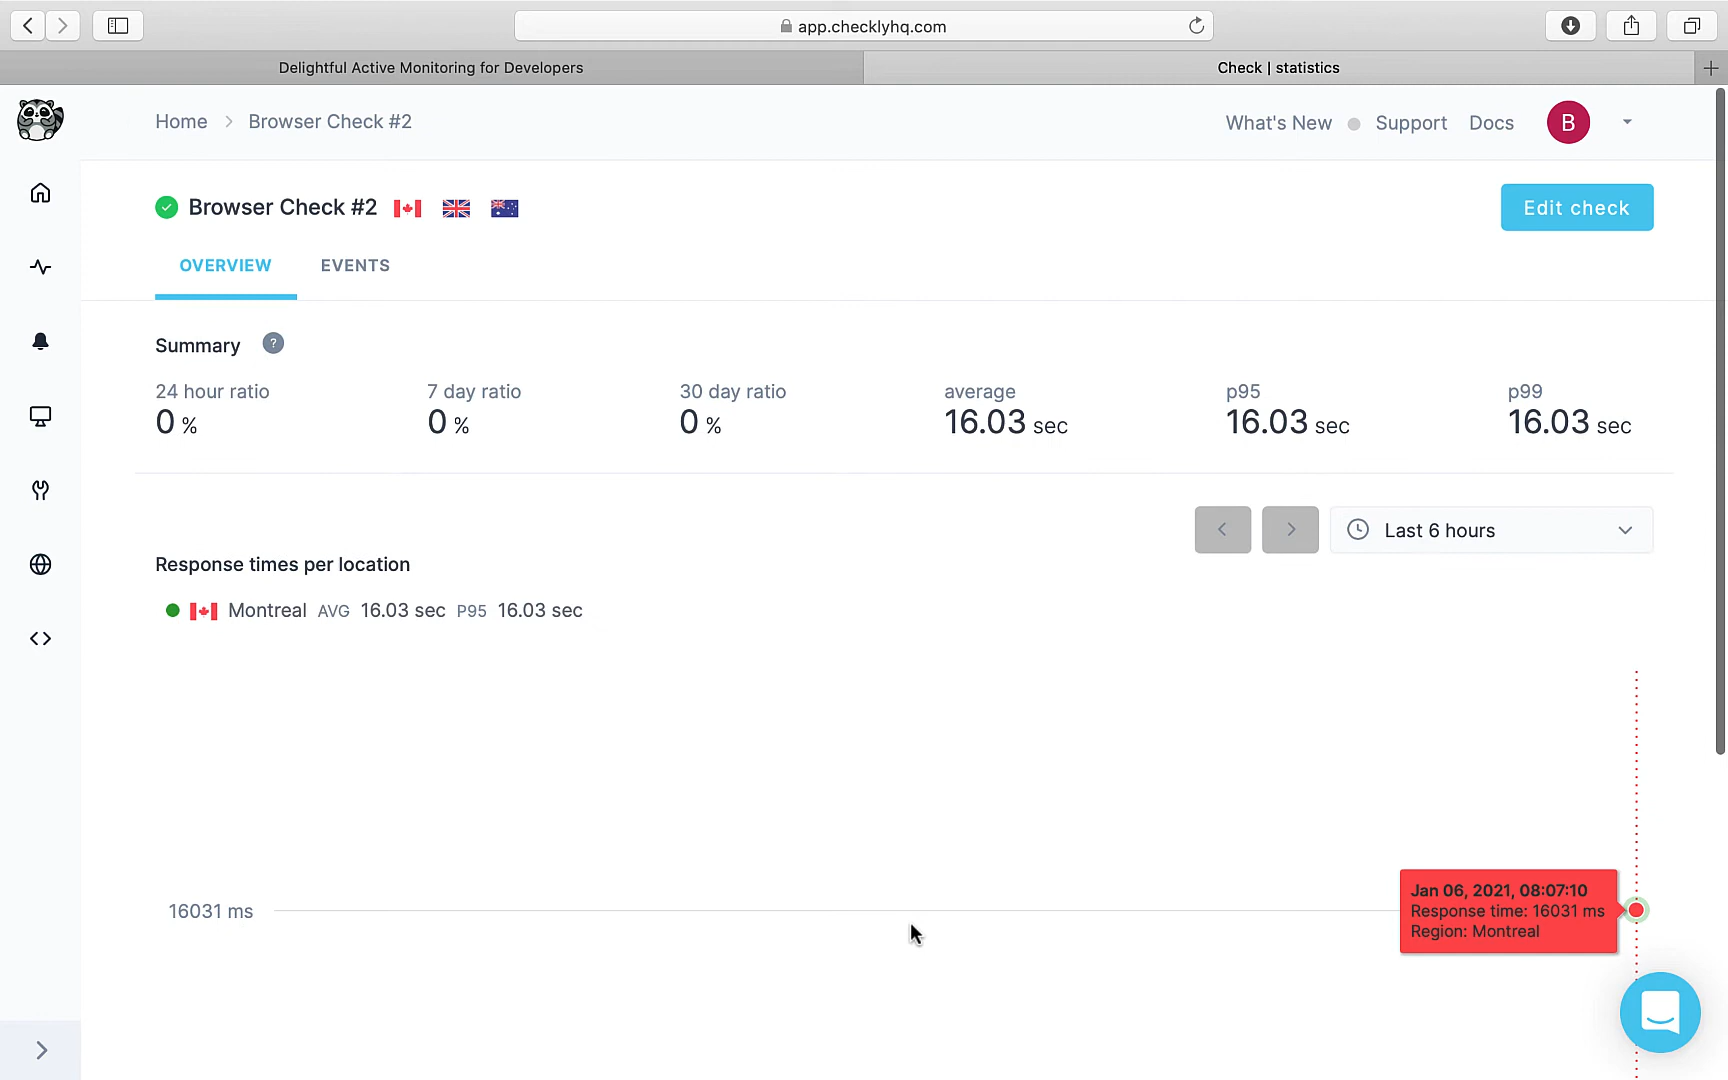 app.checklyhq.com
Delightful Active Monitoring for Developers
Check | statistics
Home > Browser Check #2
What's New
Support
Docs
B
Browser Check #2
Edit check
OVERVIEW
EVENTS
Summary ?
24 hour ratio
0 %
7 day ratio
0 %
30 day ratio
0 %
average
16.03 sec
p95
16.03 sec
p99
16.03 sec
Last 6 hours
Response times per location
Montreal AVG 16.03 sec P95 16.03 sec
16031 ms
Jan 06, 2021, 08:07:10
Response time: 16031 ms
Region: Montreal